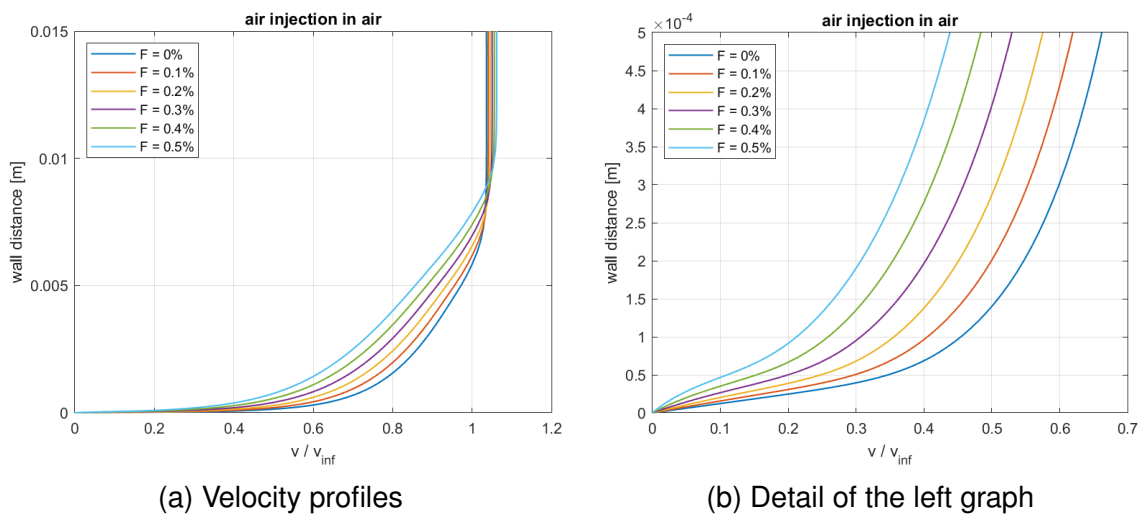 air injection in air
0.015
0.01
0.005
0
wall distance [m]
F = 0%
F = 0.1%
F = 0.2%
F = 0.3%
F = 0.4%
F = 0.5%
0 0.2 0.4 0.6 0.8 1 1.2
v / v_inf
(a) Velocity profiles
air injection in air
×10^-4
5
4.5
4
3.5
3
2.5
2
1.5
1
0.5
0
wall distance [m]
F = 0%
F = 0.1%
F = 0.2%
F = 0.3%
F = 0.4%
F = 0.5%
0 0.1 0.2 0.3 0.4 0.5 0.6 0.7
v / v_inf
(b) Detail of the left graph